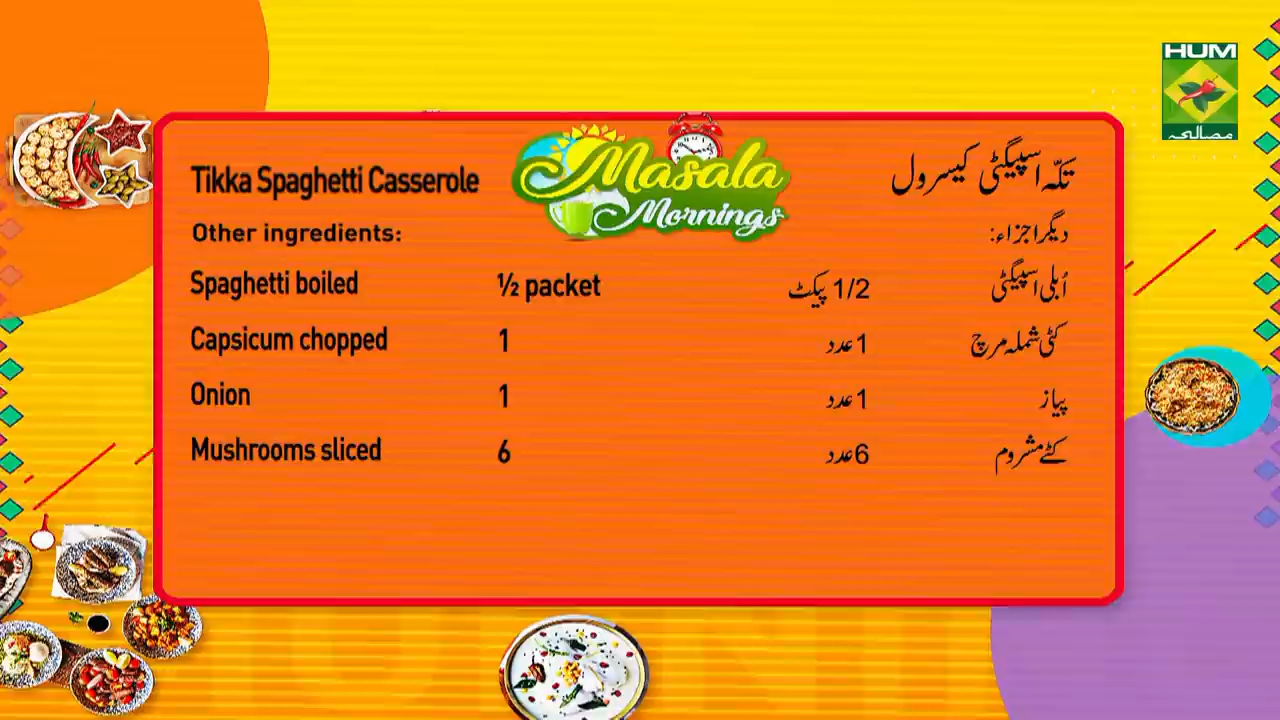 HUM
مصالحہ
Masala
Mornings
Tikka Spaghetti Casserole تکّہ اسپیگٹی کیسرول
Other ingredients: دیگر اجزاء:
Spaghetti boiled ½ packet 1/2 پیکٹ اُبلی اسپیگٹی
Capsicum chopped 1 1 عدد کٹی شملہ مرچ
Onion 1 1 عدد پیاز
Mushrooms sliced 6 6 عدد کٹے مشروم